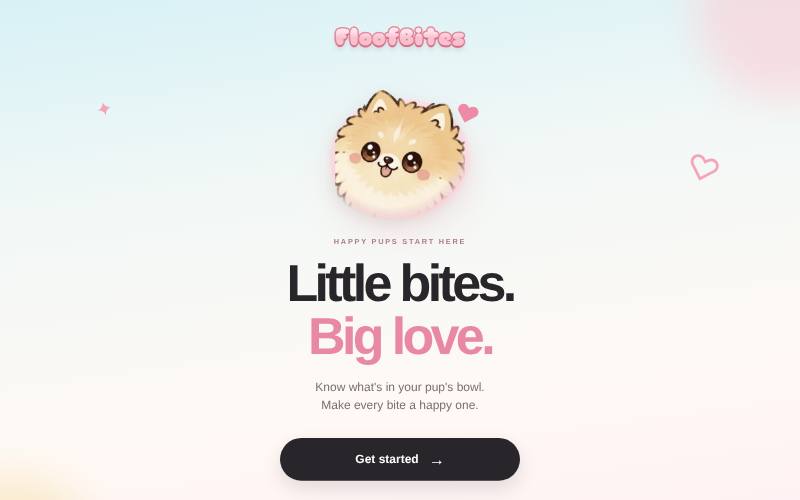 FloofBites
HAPPY PUPS START HERE
Little bites.
Big love.
Know what's in your pup's bowl.
Make every bite a happy one.
Get started →